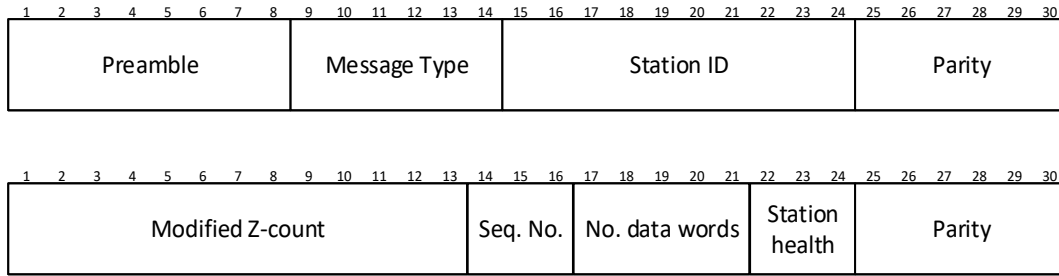 1 2 3 4 5 6 7 8 9 10 11 12 13 14 15 16 17 18 19 20 21 22 23 24 25 26 27 28 29 30
Preamble Message Type Station ID Parity
1 2 3 4 5 6 7 8 9 10 11 12 13 14 15 16 17 18 19 20 21 22 23 24 25 26 27 28 29 30
Modified Z-count Seq. No. No. data words Station health Parity